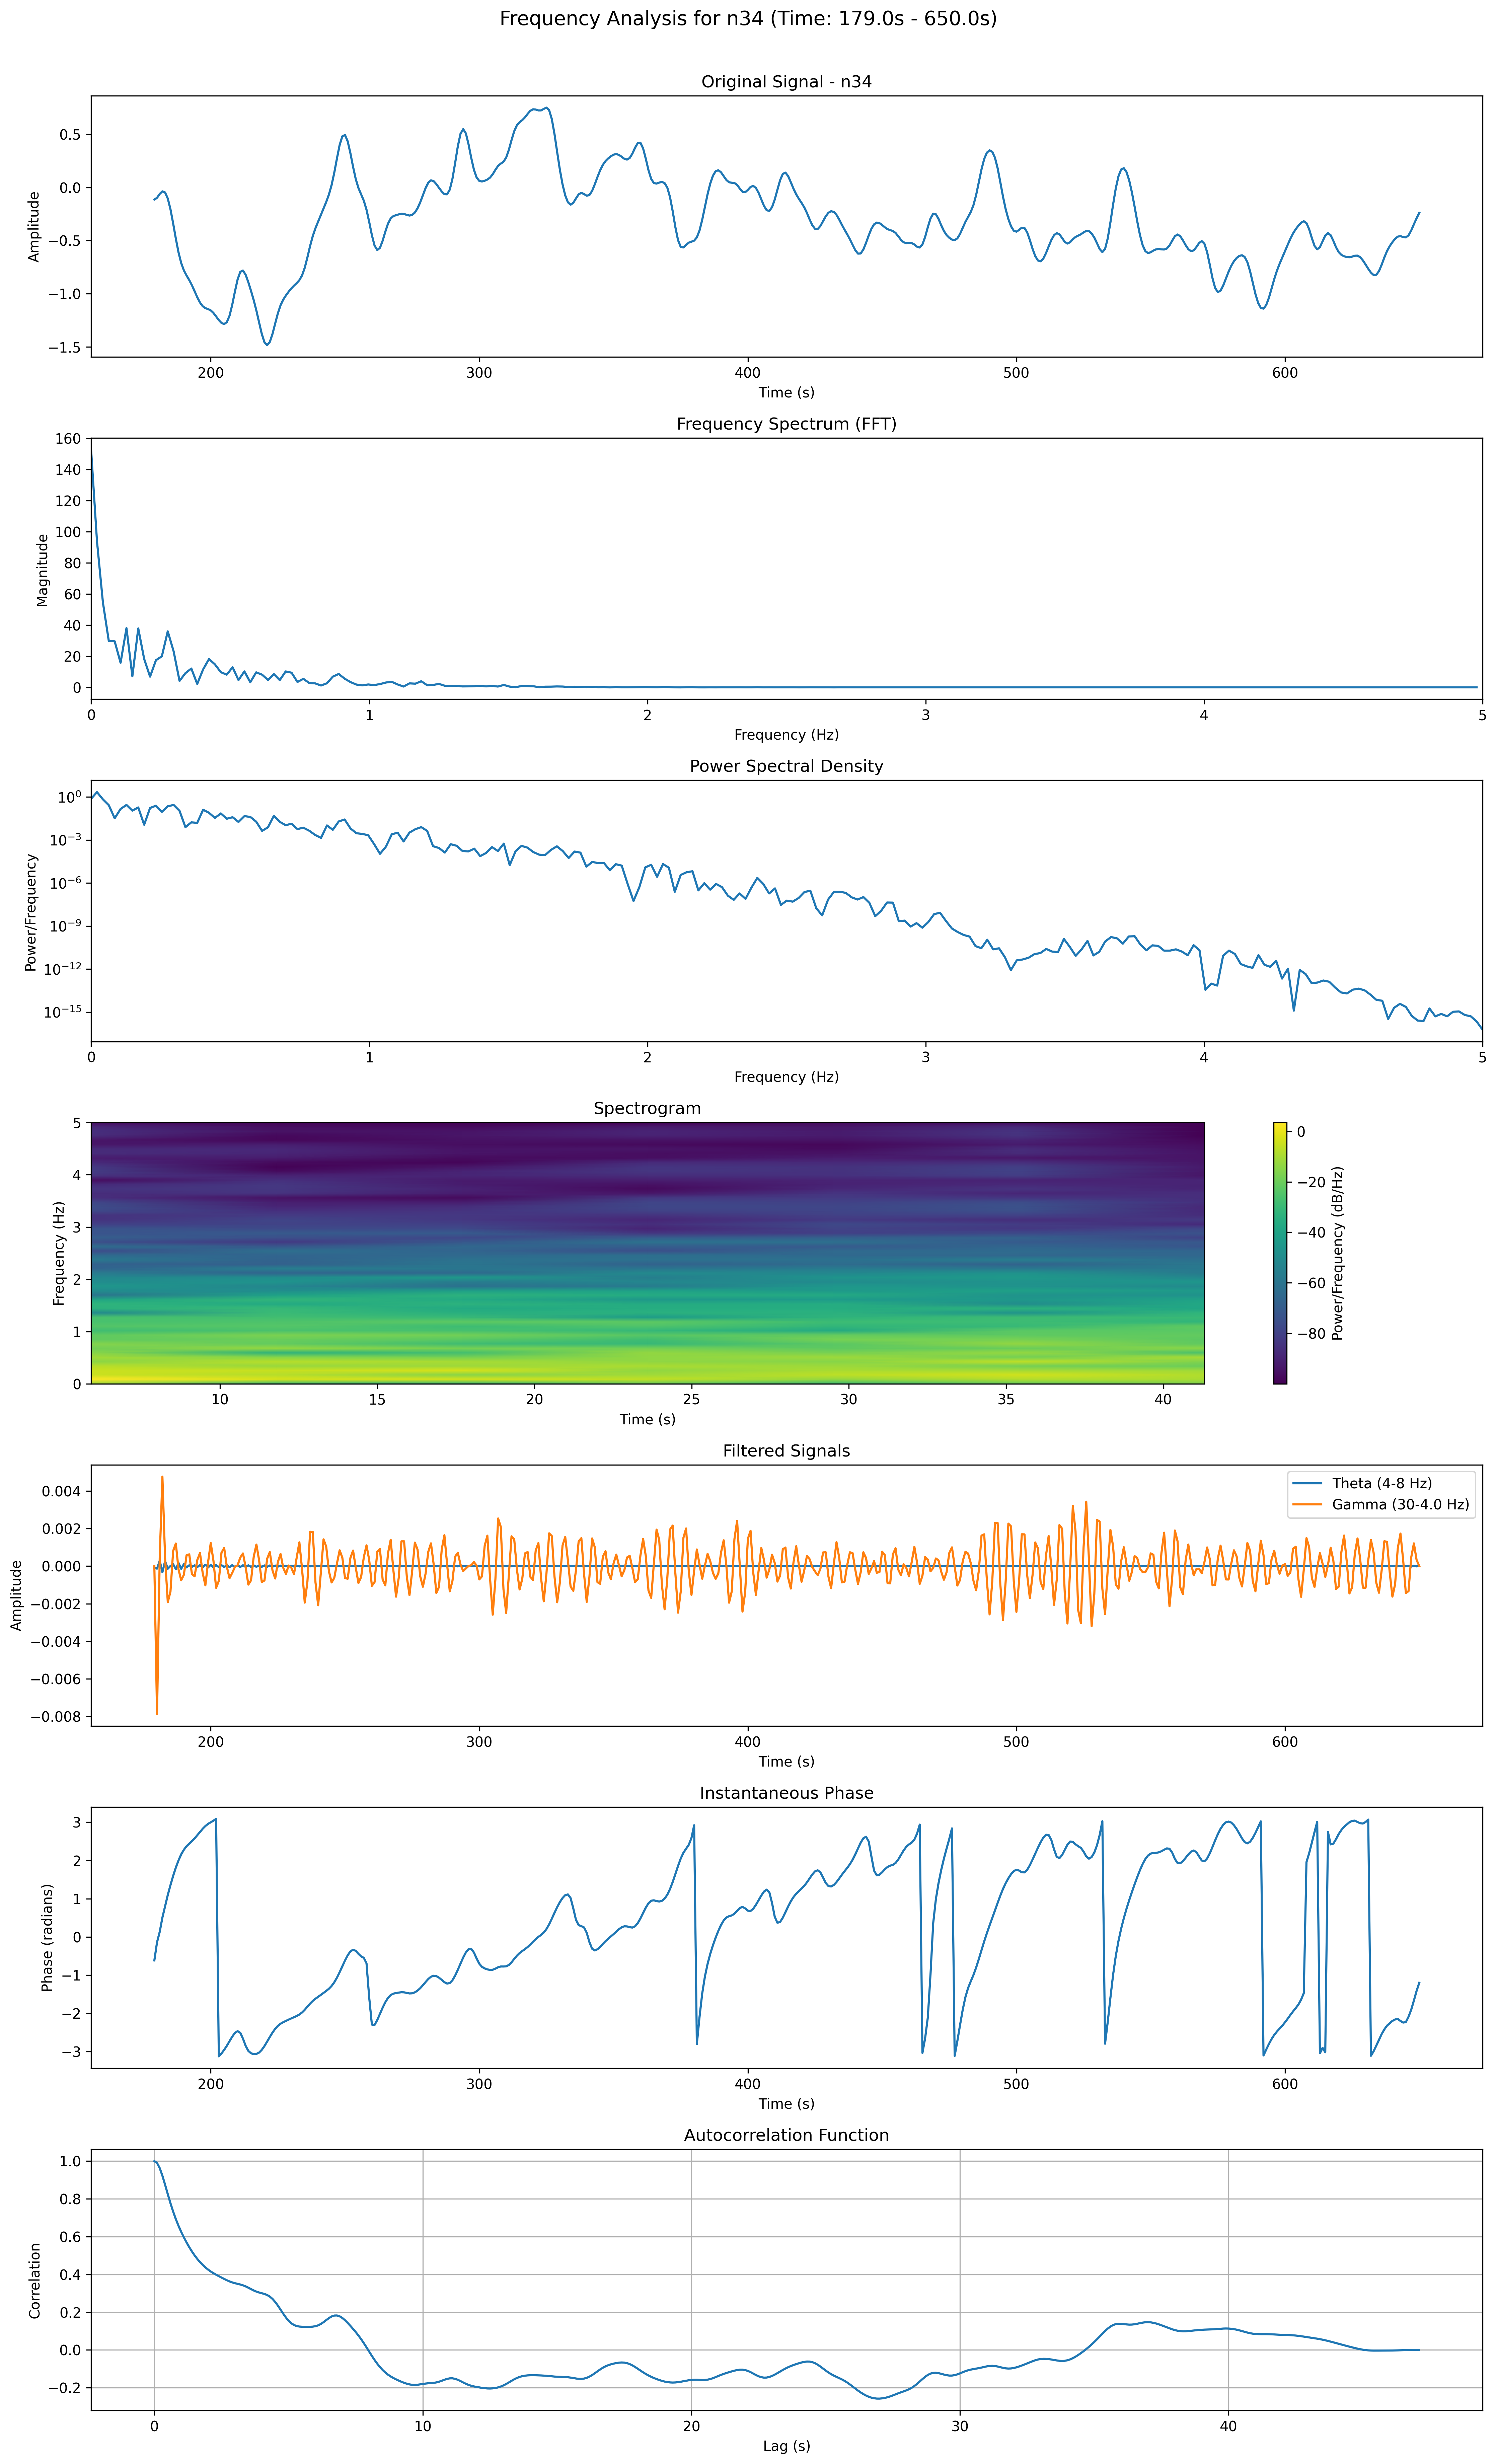 Frequency Analysis for n34 (Time: 179.0s - 650.0s)
Original Signal - n34
Amplitude
0.5
0.0
−0.5
−1.0
−1.5
200 300 400 500 600
Time (s)
Frequency Spectrum (FFT)
Magnitude
160
140
120
100
80
60
40
20
0
0 1 2 3 4 5
Frequency (Hz)
Power Spectral Density
Power/Frequency
10⁰
10⁻³
10⁻⁶
10⁻⁹
10⁻¹²
10⁻¹⁵
0 1 2 3 4 5
Frequency (Hz)
Spectrogram
Frequency (Hz)
5
4
3
2
1
0
10 15 20 25 30 35 40
Time (s)
0
−20
−40
−60
−80
Power/Frequency (dB/Hz)
Filtered Signals
Theta (4-8 Hz)
Gamma (30-4.0 Hz)
Amplitude
0.004
0.002
0.000
−0.002
−0.004
−0.006
−0.008
200 300 400 500 600
Time (s)
Instantaneous Phase
Phase (radians)
3
2
1
0
−1
−2
−3
200 300 400 500 600
Time (s)
Autocorrelation Function
Correlation
1.0
0.8
0.6
0.4
0.2
0.0
−0.2
0 10 20 30 40
Lag (s)